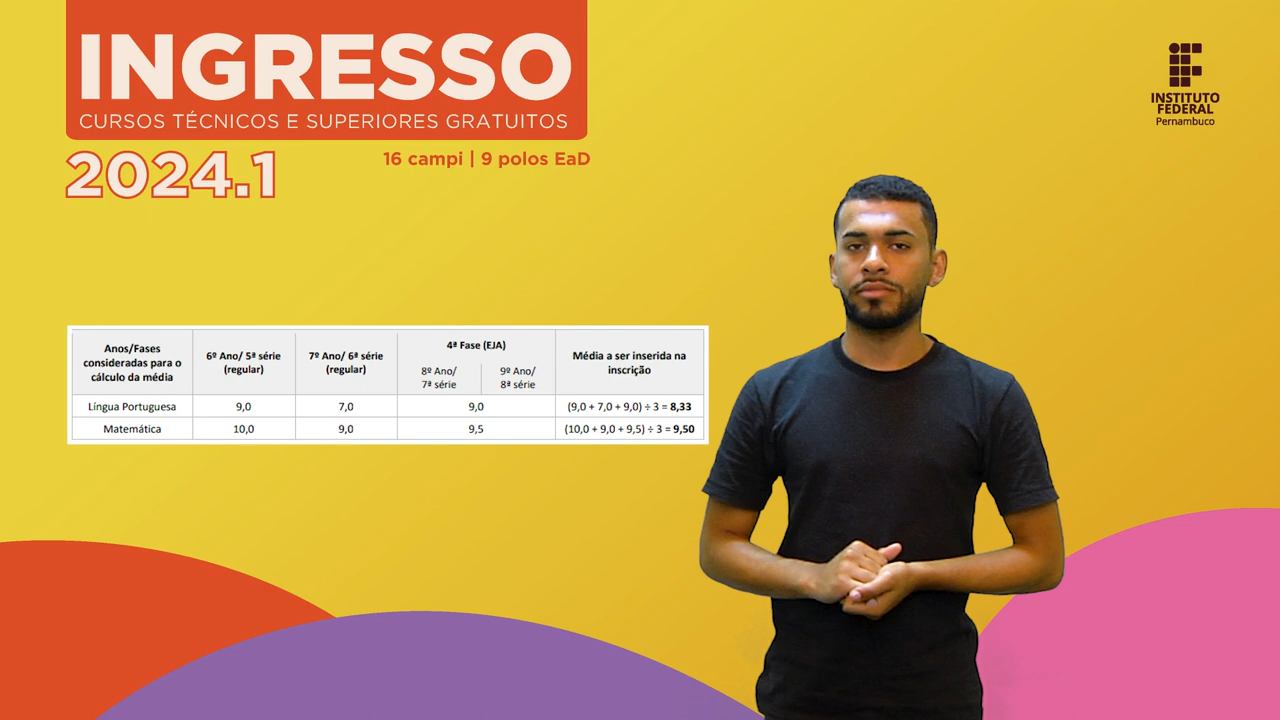 INGRESSO
CURSOS TÉCNICOS E SUPERIORES GRATUITOS
2024.1
16 campi | 9 polos EaD
INSTITUTO
FEDERAL
Pernambuco
Anos/Fases
consideradas para o
cálculo da média
6º Ano/ 5ª série
(regular)
7º Ano/ 6ª série
(regular)
4ª Fase (EJA)
8º Ano/
7ª série
9º Ano/
8ª série
Média a ser inserida na
inscrição
Língua Portuguesa 9,0 7,0 9,0 (9,0 + 7,0 + 9,0) ÷ 3 = 8,33
Matemática 10,0 9,0 9,5 (10,0 + 9,0 + 9,5) ÷ 3 = 9,50